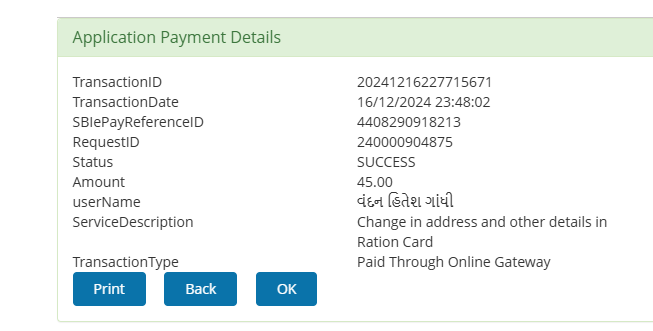 Application Payment Details
TransactionID 20241216227715671
TransactionDate 16/12/2024 23:48:02
SBIePayReferenceID 4408290918213
RequestID 240000904875
Status SUCCESS
Amount 45.00
userName વંદન હિતેશ ગાંધી
ServiceDescription Change in address and other details in
Ration Card
TransactionType Paid Through Online Gateway
Print Back OK